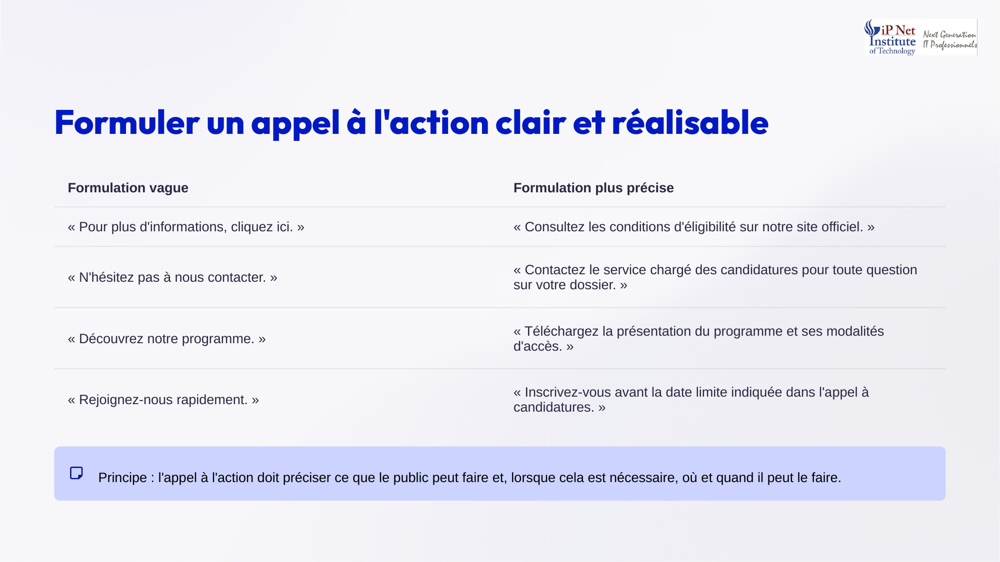 iP Net
Institute
of Technology
Next Generation
IT Professionnels
Formuler un appel à l'action clair et réalisable
Formulation vague
Formulation plus précise
« Pour plus d'informations, cliquez ici. »
« Consultez les conditions d'éligibilité sur notre site officiel. »
« N'hésitez pas à nous contacter. »
« Contactez le service chargé des candidatures pour toute question
sur votre dossier. »
« Découvrez notre programme. »
« Téléchargez la présentation du programme et ses modalités
d'accès. »
« Rejoignez-nous rapidement. »
« Inscrivez-vous avant la date limite indiquée dans l'appel à
candidatures. »
Principe : l'appel à l'action doit préciser ce que le public peut faire et, lorsque cela est nécessaire, où et quand il peut le faire.